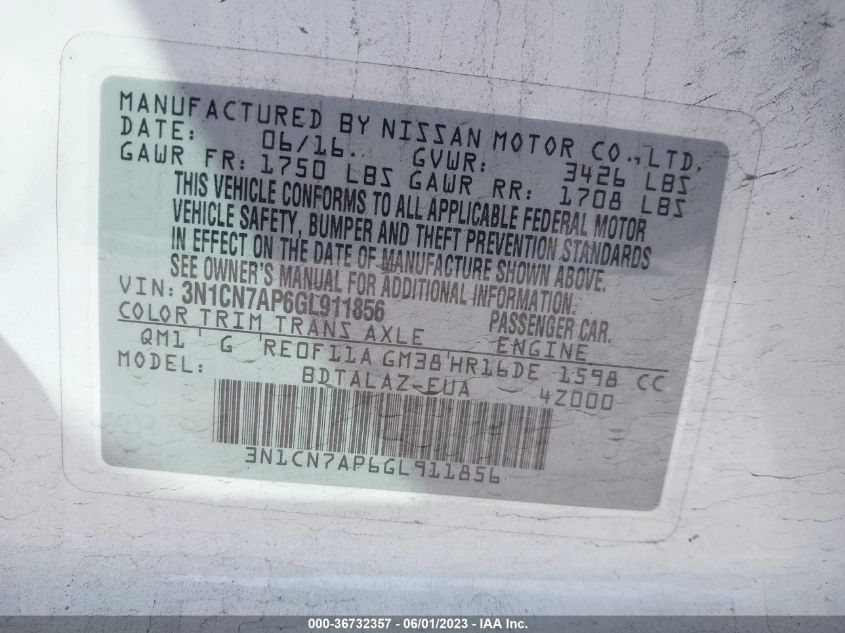 MANUFACTURED BY NISSAN MOTOR CO.,LTD.
DATE: 06/16 GVWR: 3426 LBS
GAWR FR: 1750 LBS GAWR RR: 1708 LBS
THIS VEHICLE CONFORMS TO ALL APPLICABLE FEDERAL MOTOR
VEHICLE SAFETY, BUMPER AND THEFT PREVENTION STANDARDS
IN EFFECT ON THE DATE OF MANUFACTURE SHOWN ABOVE.
SEE OWNER'S MANUAL FOR ADDITIONAL INFORMATION.
VIN: 3N1CN7AP6GL911856 PASSENGER CAR.
COLOR TRIM TRANS AXLE ENGINE
QM1 G RE0F11A GM38 HR16DE 1598 CC
MODEL: BDTALAZ-EUA 4Z000
3N1CN7AP6GL911856
000-36732357 - 06/01/2023 - IAA Inc.